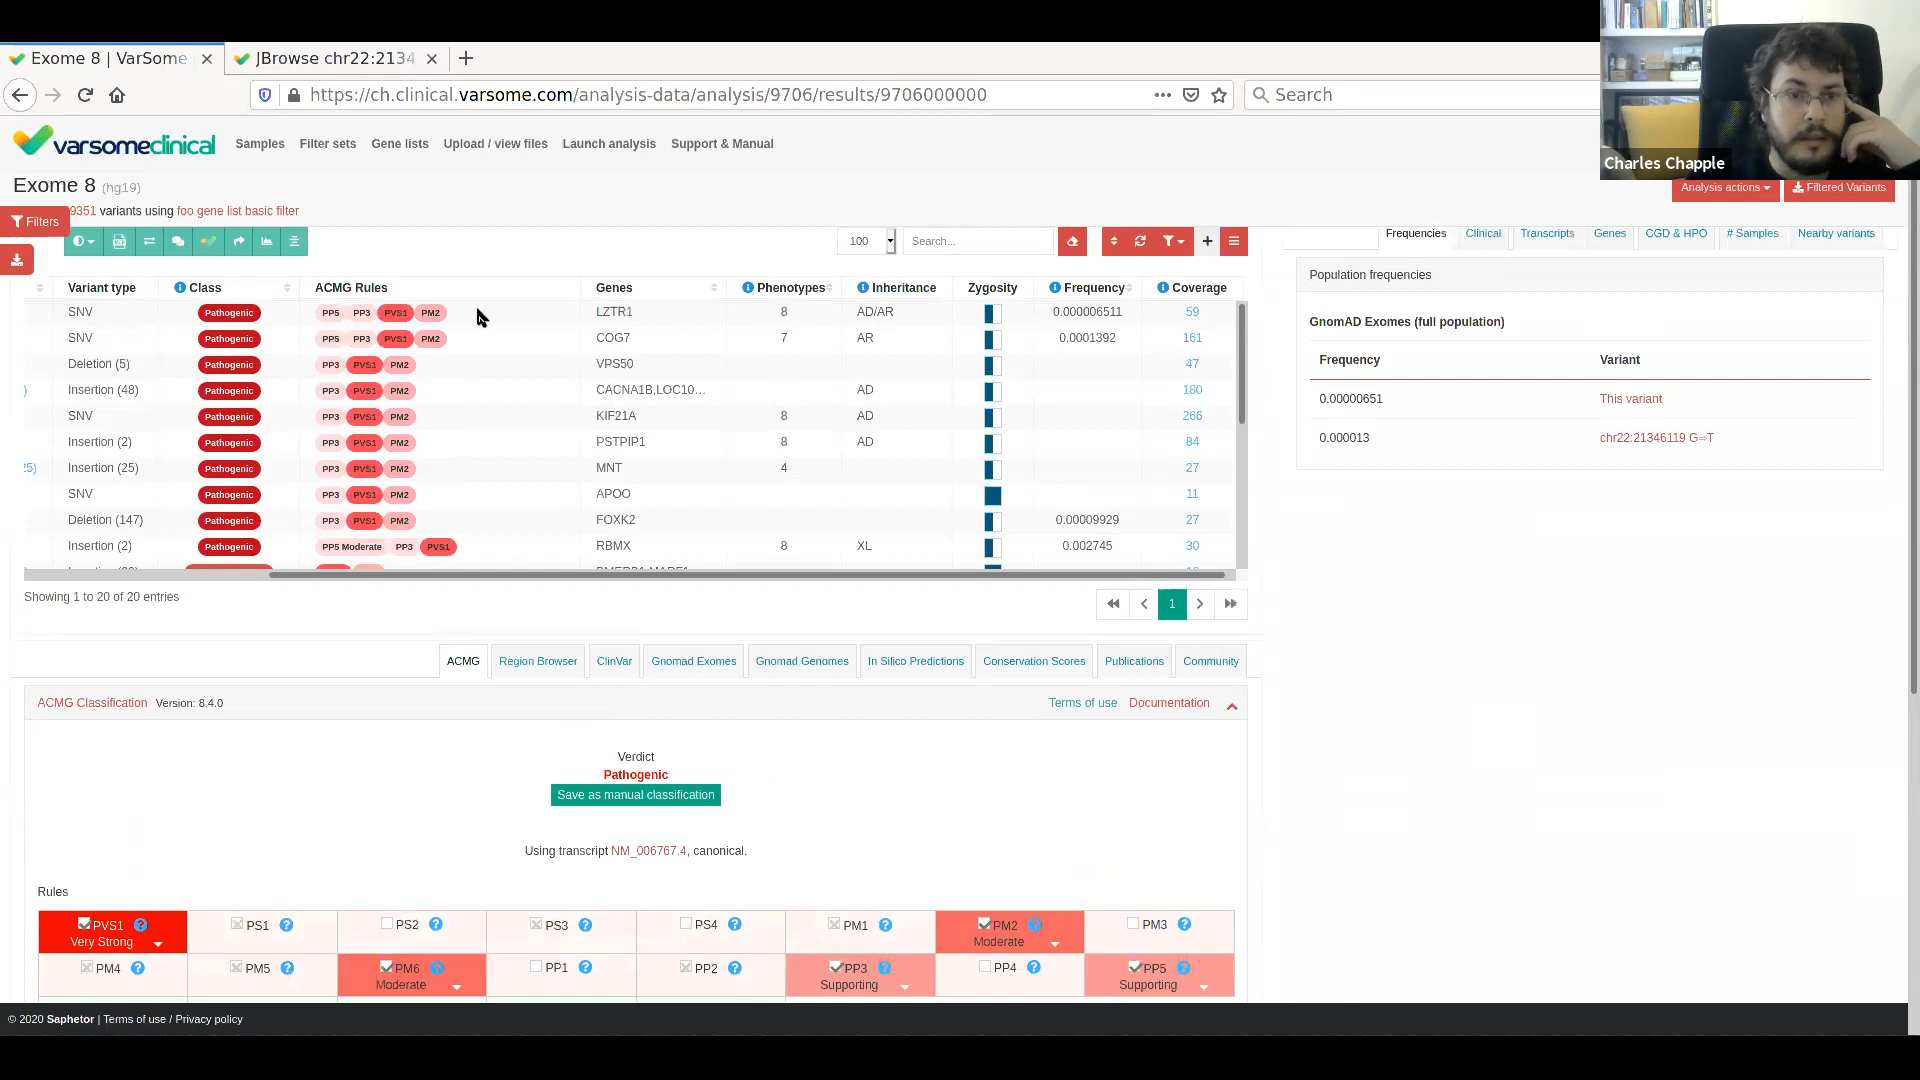 Exome 8 | VarSome
JBrowse chr22:2134
https://ch.clinical.varsome.com/analysis-data/analysis/9706/results/9706000000
Search
Charles Chapple
varsomeclinical
Samples
Filter sets
Gene lists
Upload / view files
Launch analysis
Support & Manual
Exome 8 (hg19)
Analysis actions
Filtered Variants
9351 variants using foo gene list basic filter
Filters
100
Search...
Frequencies
Clinical
Transcripts
Genes
CGD & HPO
# Samples
Nearby variants
Variant type Class ACMG Rules Genes Phenotypes Inheritance Zygosity Frequency Coverage
SNV Pathogenic PP5 PP3 PVS1 PM2 LZTR1 8 AD/AR 0.000006511 59
SNV Pathogenic PP5 PP3 PVS1 PM2 COG7 7 AR 0.0001392 161
Deletion (5) Pathogenic PP3 PVS1 PM2 VPS50 47
) Insertion (48) Pathogenic PP3 PVS1 PM2 CACNA1B,LOC10... AD 180
SNV Pathogenic PP3 PVS1 PM2 KIF21A 8 AD 266
Insertion (2) Pathogenic PP3 PVS1 PM2 PSTPIP1 8 AD 84
25) Insertion (25) Pathogenic PP3 PVS1 PM2 MNT 4 27
SNV Pathogenic PP3 PVS1 PM2 APOO 11
Deletion (147) Pathogenic PP3 PVS1 PM2 FOXK2 0.00009929 27
Insertion (2) Pathogenic PP5 Moderate PP3 PVS1 RBMX 8 XL 0.002745 30
Population frequencies
GnomAD Exomes (full population)
Frequency Variant
0.00000651 This variant
0.000013 chr22:21346119 G⇒T
Showing 1 to 20 of 20 entries
1
ACMG
Region Browser
ClinVar
Gnomad Exomes
Gnomad Genomes
In Silico Predictions
Conservation Scores
Publications
Community
ACMG Classification Version: 8.4.0
Terms of use
Documentation
Verdict
Pathogenic
Save as manual classification
Using transcript NM_006767.4, canonical.
Rules
PVS1 PS1 PS2 PS3 PS4 PM1 PM2 PM3
Very Strong Moderate
PM4 PM5 PM6 PP1 PP2 PP3 PP4 PP5
Moderate Supporting Supporting
© 2020 Saphetor | Terms of use / Privacy policy